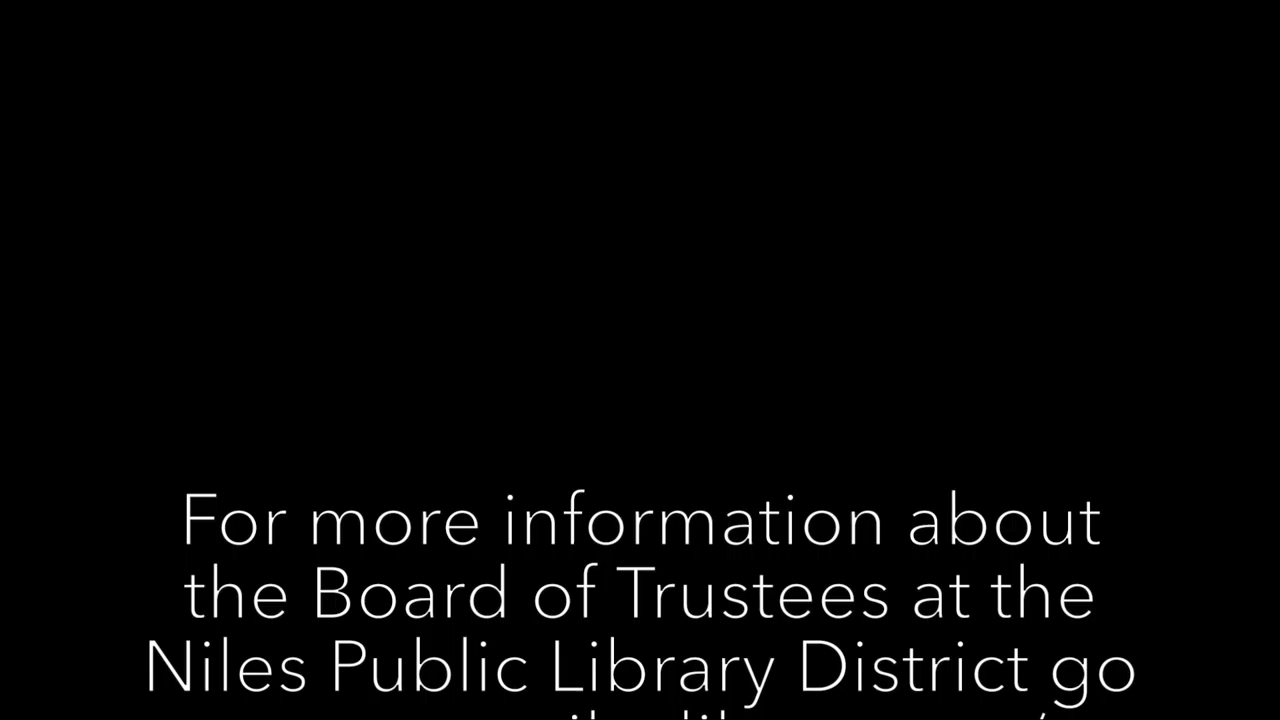 For more information about
the Board of Trustees at the
Niles Public Library District go